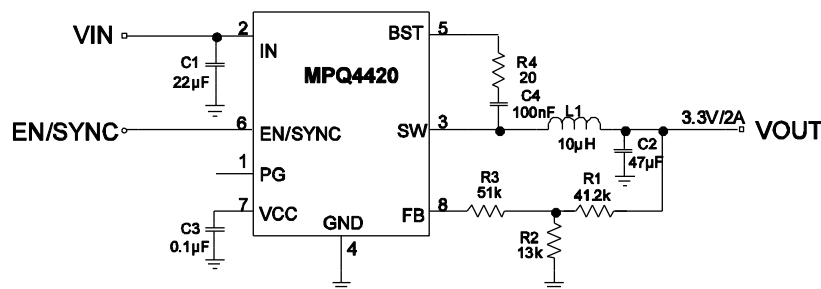 VIN
2
5
BST
IN
C1
22µF
MPQ4420
R4
20
C4
100nF
L1
3.3V/2A
EN/SYNC
6
EN/SYNC
SW
3
10µH
VOUT
C2
47µF
1
PG
R3
51k
R1
41.2k
7
VCC
FB
8
C3
0.1µF
GND
4
R2
13k